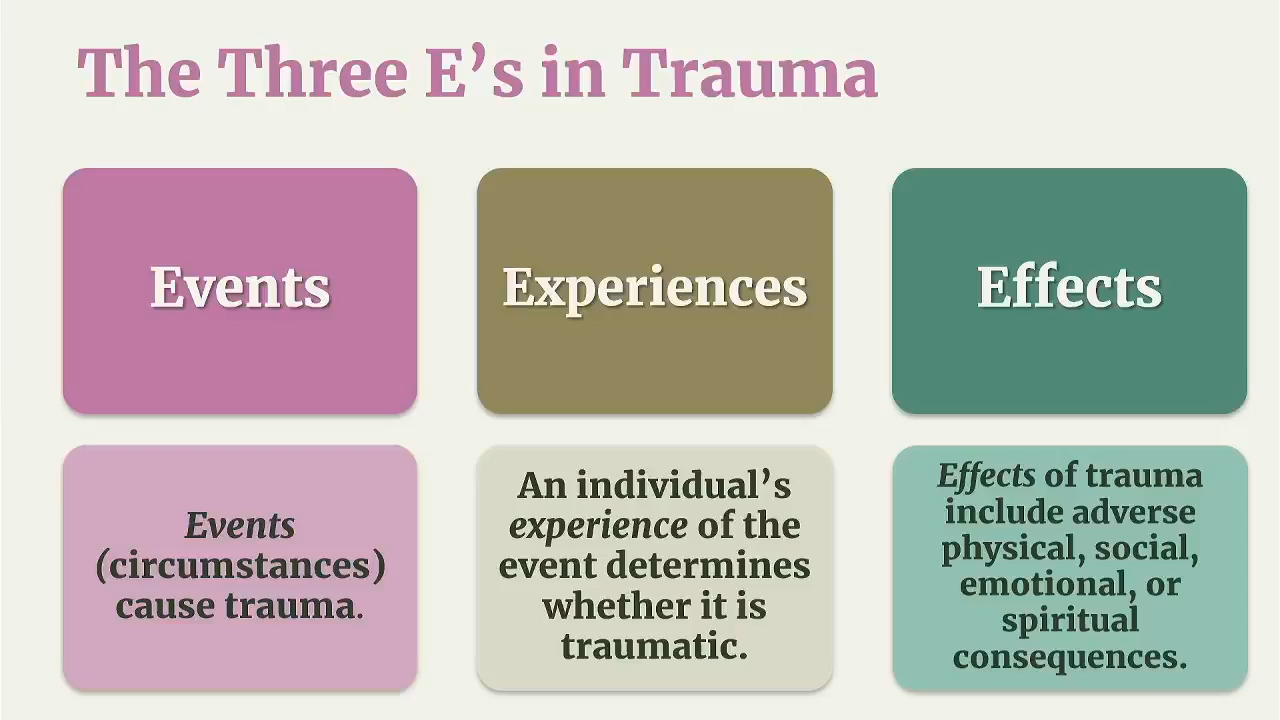 The Three E’s in Trauma
Events
Experiences
Effects
Events
(circumstances)
cause trauma.
An individual’s
experience of the
event determines
whether it is
traumatic.
Effects of trauma
include adverse
physical, social,
emotional, or
spiritual
consequences.